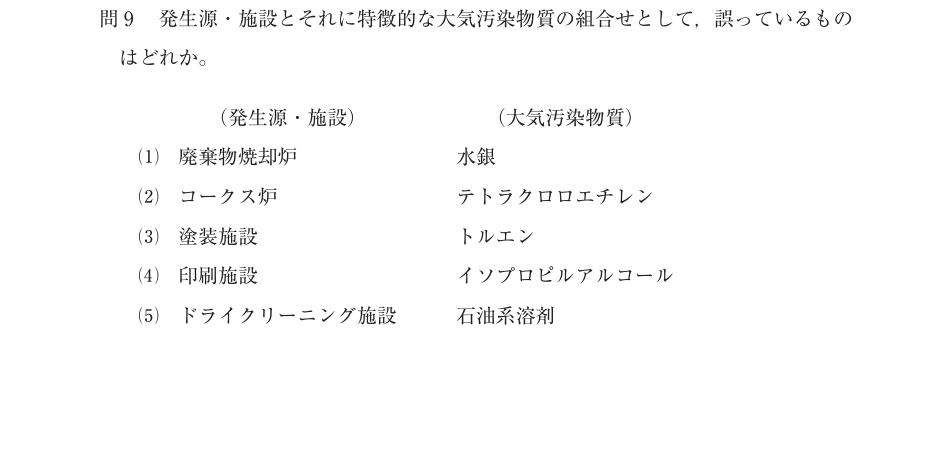 問9　発生源・施設とそれに特徴的な大気汚染物質の組合せとして，誤っているもの
はどれか。
（発生源・施設）　（大気汚染物質）
⑴　廃棄物焼却炉　水銀
⑵　コークス炉　テトラクロロエチレン
⑶　塗装施設　トルエン
⑷　印刷施設　イソプロピルアルコール
⑸　ドライクリーニング施設　石油系溶剤